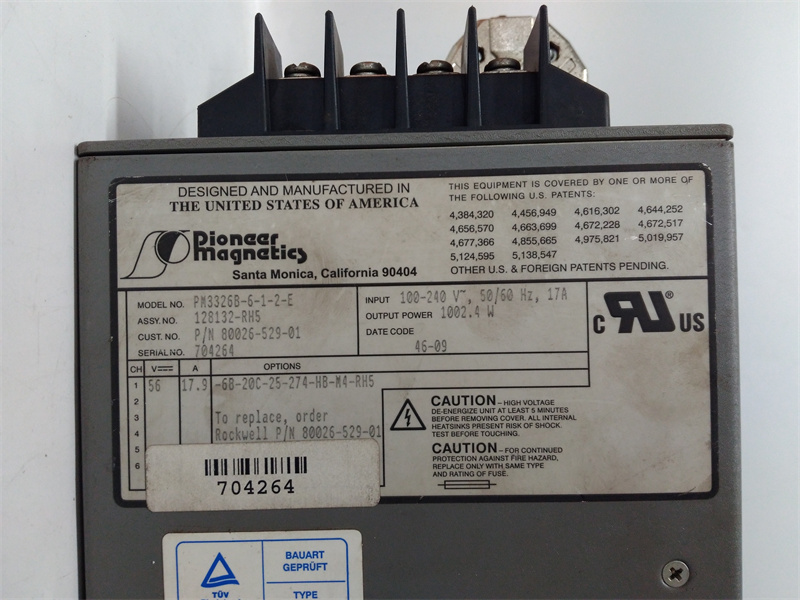 DESIGNED AND MANUFACTURED IN
THE UNITED STATES OF AMERICA
Pioneer
Magnetics
Santa Monica, California 90404
THIS EQUIPMENT IS COVERED BY ONE OR MORE OF
THE FOLLOWING U.S. PATENTS:
4,384,320 4,456,949 4,616,302 4,644,252
4,656,570 4,663,699 4,672,228 4,672,517
4,677,366 4,855,665 4,975,821 5,019,957
5,124,595 5,138,547
OTHER U.S. & FOREIGN PATENTS PENDING.
MODEL NO. PM3326B-6-1-2-E
ASSY. NO. 128132-RH5
CUST. NO. P/N 80026-529-01
SERIAL NO. 704264
INPUT 100-240 V~, 50/60 Hz, 17A
OUTPUT POWER 1002.4 W
DATE CODE
46-09
C RU US
CH V A OPTIONS
1 56 17.9 -6B-20C-25-274-H8-M4-RH5
2
3 To replace, order
4 Rockwell P/N 80026-529-01
5
6
CAUTION – HIGH VOLTAGE
DE-ENERGIZE UNIT AT LEAST 5 MINUTES
BEFORE REMOVING COVER. ALL INTERNAL
HEATSINKS PRESENT RISK OF SHOCK
TEST BEFORE TOUCHING.
CAUTION – FOR CONTINUED
PROTECTION AGAINST FIRE HAZARD,
REPLACE ONLY WITH SAME TYPE
AND RATING OF FUSE.
704264
TÜV
BAUART
GEPRÜFT
TYPE